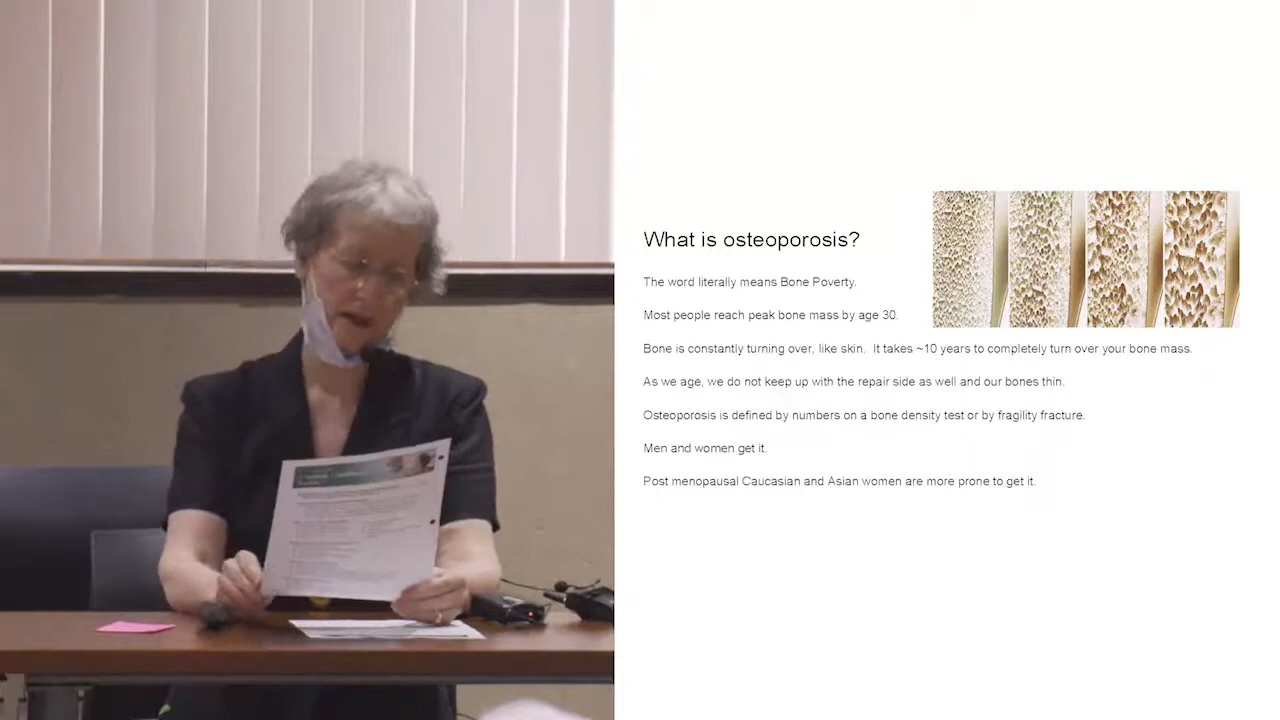 What is osteoporosis?
The word literally means Bone Poverty.
Most people reach peak bone mass by age 30.
Bone is constantly turning over, like skin.  It takes ~10 years to completely turn over your bone mass.
As we age, we do not keep up with the repair side as well and our bones thin.
Osteoporosis is defined by numbers on a bone density test or by fragility fracture.
Men and women get it.
Post menopausal Caucasian and Asian women are more prone to get it.